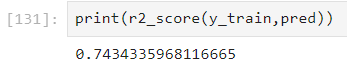 [131]: print(r2_score(y_train,pred))
0.7434335968116665